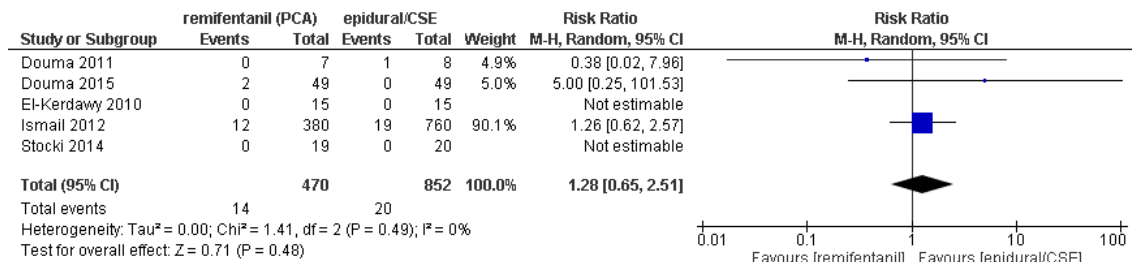 remifentanil (PCA) epidural/CSE Risk Ratio Risk Ratio
Study or Subgroup Events Total Events Total Weight M-H, Random, 95% CI M-H, Random, 95% CI
Douma 2011 0 7 1 8 4.9% 0.38 [0.02, 7.96]
Douma 2015 2 49 0 49 5.0% 5.00 [0.25, 101.53]
El-Kerdawy 2010 0 15 0 15 Not estimable
Ismail 2012 12 380 19 760 90.1% 1.26 [0.62, 2.57]
Stocki 2014 0 19 0 20 Not estimable
Total (95% CI) 470 852 100.0% 1.28 [0.65, 2.51]
Total events 14 20
Heterogeneity: Tau² = 0.00; Chi² = 1.41, df = 2 (P = 0.49); I² = 0%
Test for overall effect: Z = 0.71 (P = 0.48)
0.01 0.1 1 10 100
Favours [remifentanil] Favours [epidural/CSE]